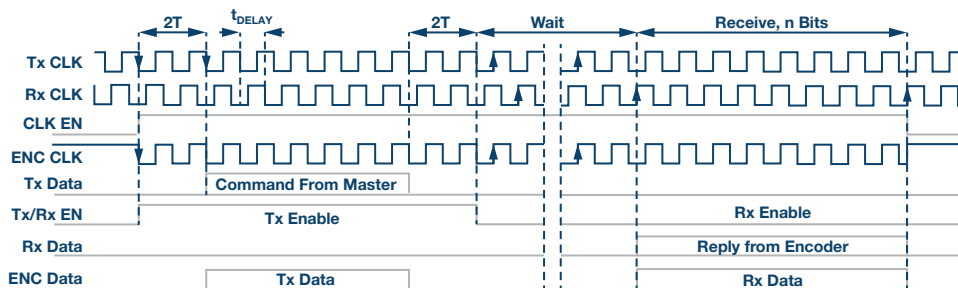 2T tDELAY 2T Wait Receive, n Bits
Tx CLK
Rx CLK
CLK EN
ENC CLK
Tx Data Command From Master
Tx/Rx EN Tx Enable Rx Enable
Rx Data Reply from Encoder
ENC Data Tx Data Rx Data